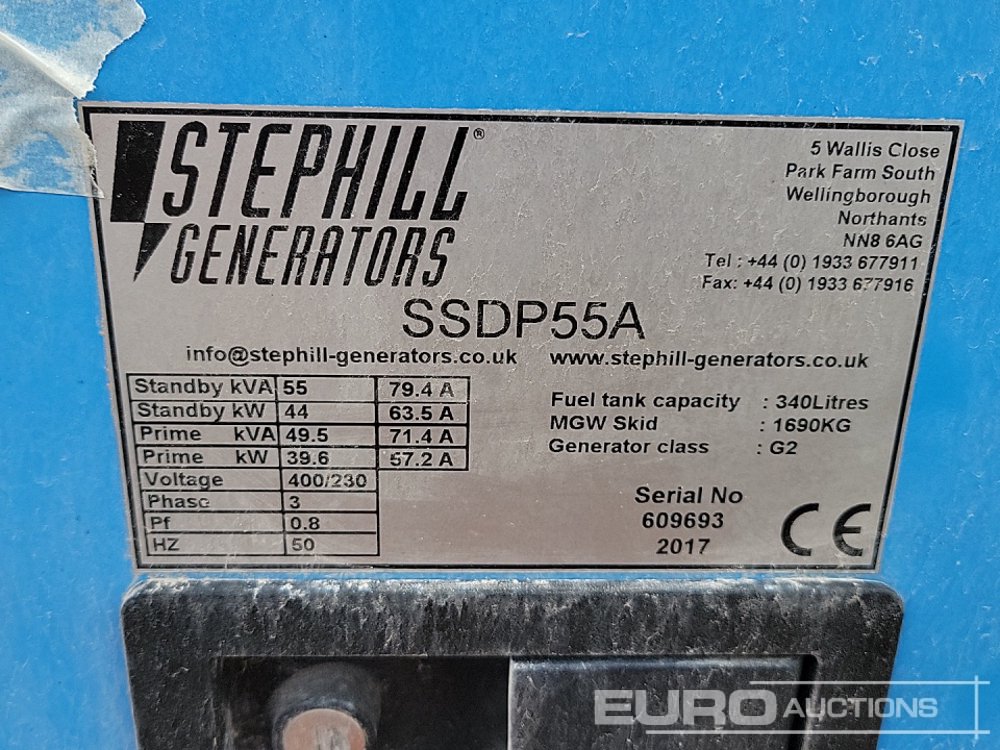 STEPHILL®
GENERATORS
5 Wallis Close
Park Farm South
Wellingborough
Northants
NN8 6AG
Tel : +44 (0) 1933 677911
Fax: +44 (0) 1933 677916
SSDP55A
info@stephill-generators.co.uk www.stephill-generators.co.uk
Standby kVA 55 79.4 A
Standby kW 44 63.5 A
Prime kVA 49.5 71.4 A
Prime kW 39.6 57.2 A
Voltage 400/230
Phase 3
Pf 0.8
HZ 50
Fuel tank capacity : 340Litres
MGW Skid : 1690KG
Generator class : G2
Serial No
609693
2017
CE
EURO AUCTIONS